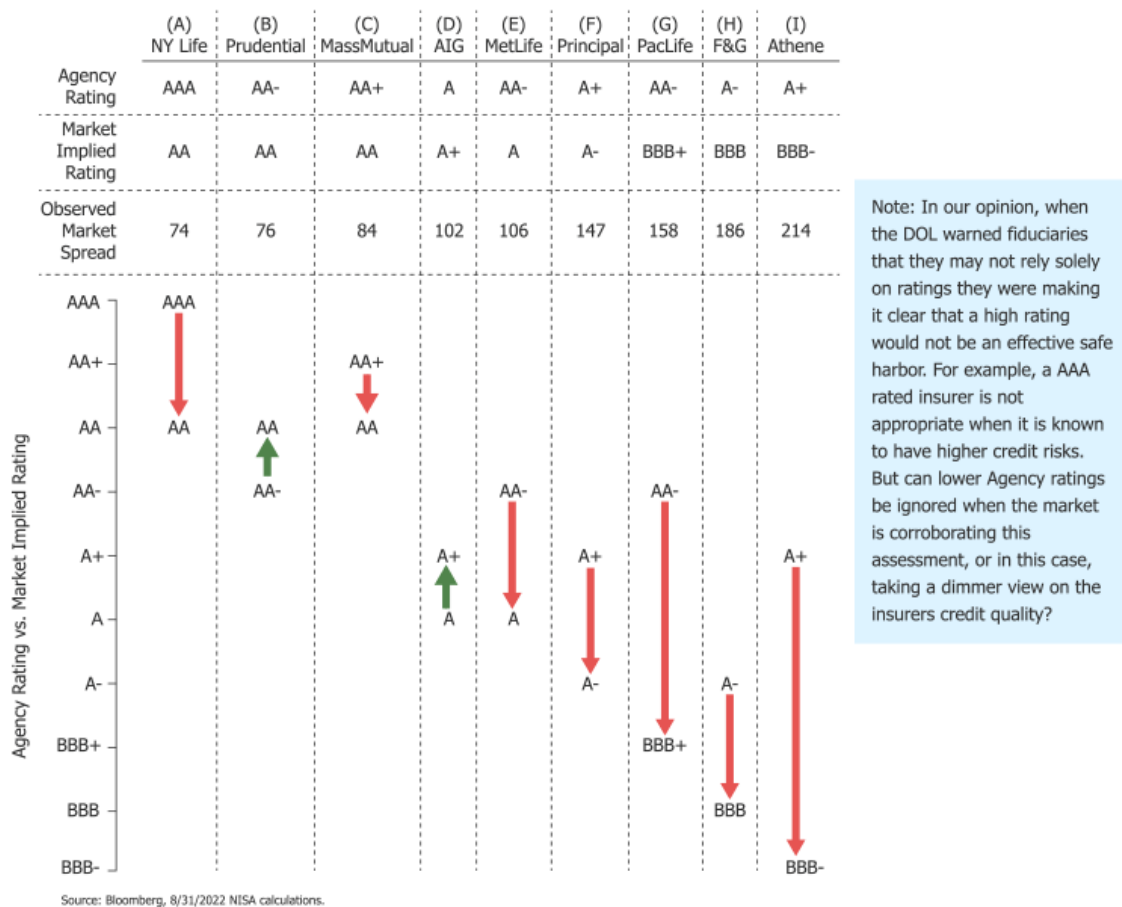 (A) (B) (C) (D) (E) (F) (G) (H) (I)
NY Life Prudential MassMutual AIG MetLife Principal PacLife F&G Athene
Agency
Rating
AAA AA- AA+ A AA- A+ AA- A- A+
Market
Implied
Rating
AA AA AA A+ A A- BBB+ BBB BBB-
Observed
Market
Spread
74 76 84 102 106 147 158 186 214
Agency Rating vs. Market Implied Rating
AAA AAA
AA+ AA+
AA AA AA AA
AA- AA- AA- AA-
A+ A+ A+ A+
A A A
A- A- A-
BBB+ BBB+
BBB BBB
BBB- BBB-
Note: In our opinion, when
the DOL warned fiduciaries
that they may not rely solely
on ratings they were making
it clear that a high rating
would not be an effective safe
harbor. For example, a AAA
rated insurer is not
appropriate when it is known
to have higher credit risks.
But can lower Agency ratings
be ignored when the market
is corroborating this
assessment, or in this case,
taking a dimmer view on the
insurers credit quality?
Source: Bloomberg, 8/31/2022 NISA calculations.